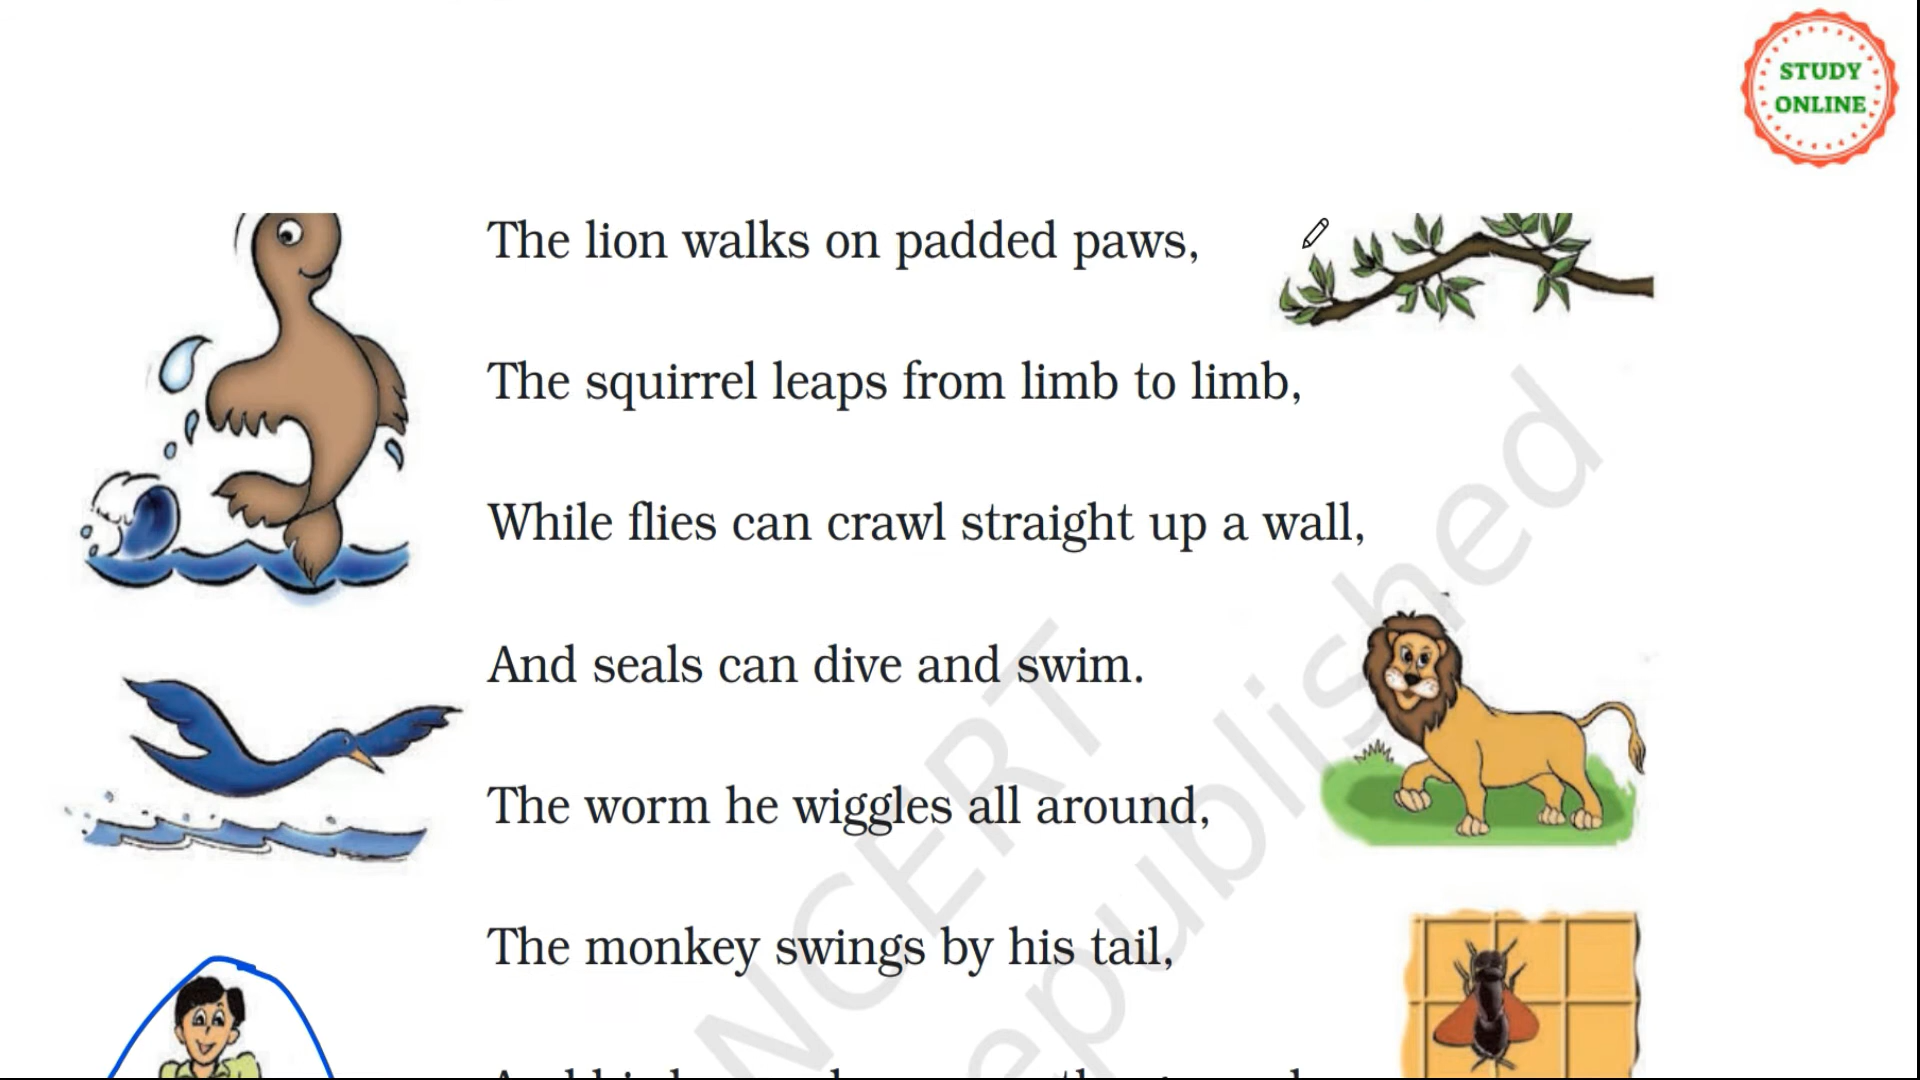 STUDY
ONLINE
The lion walks on padded paws,
The squirrel leaps from limb to limb,
While flies can crawl straight up a wall,
And seals can dive and swim.
The worm he wiggles all around,
The monkey swings by his tail,
NCERT
republished